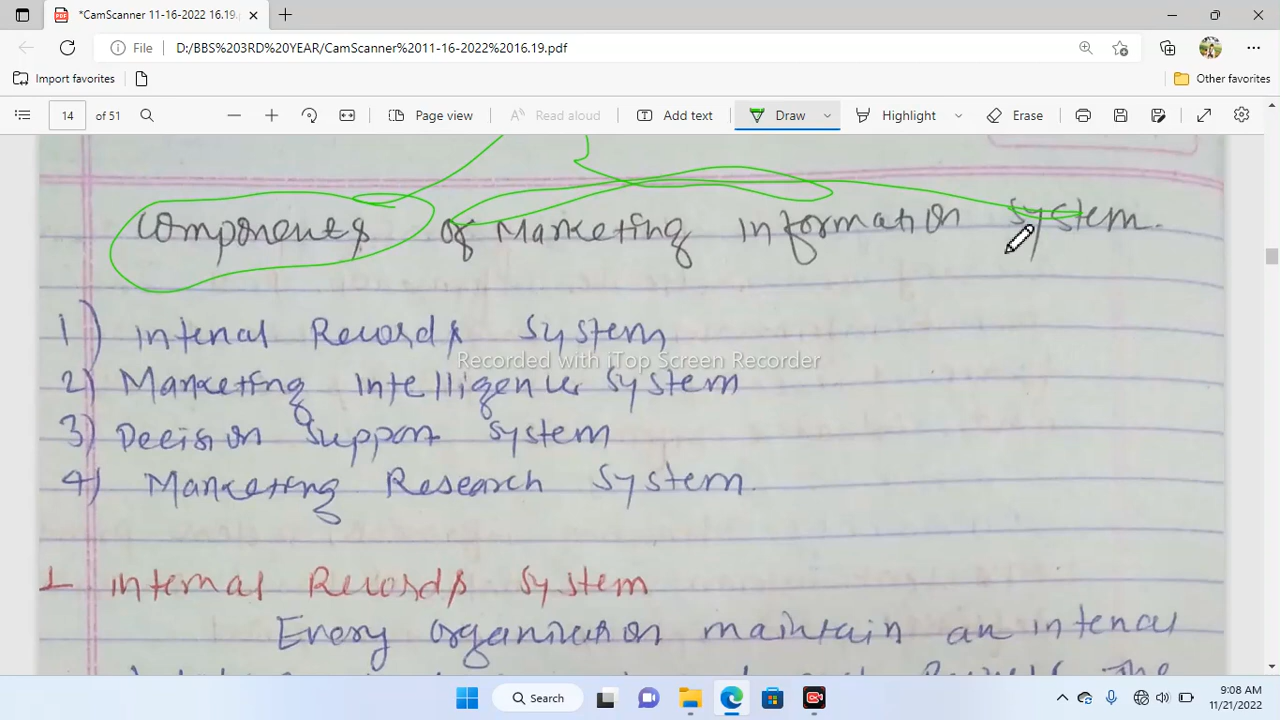 *CamScanner 11-16-2022 16.19.p
File D:/BBS%203RD%20YEAR/CamScanner%2011-16-2022%2016.19.pdf
Import favorites Other favorites
14 of 51 Page view Read aloud Add text Draw Highlight Erase
Components of Marketing Information System.
1) Intenal Records System
Recorded with iTop Screen Recorder
2) Marketing Intelligence System
3) Decision Support System
4) Marketing Research System.
1 Internal Records System
Every organization maintain an intenal
The
Search
9:08 AM
11/21/2022